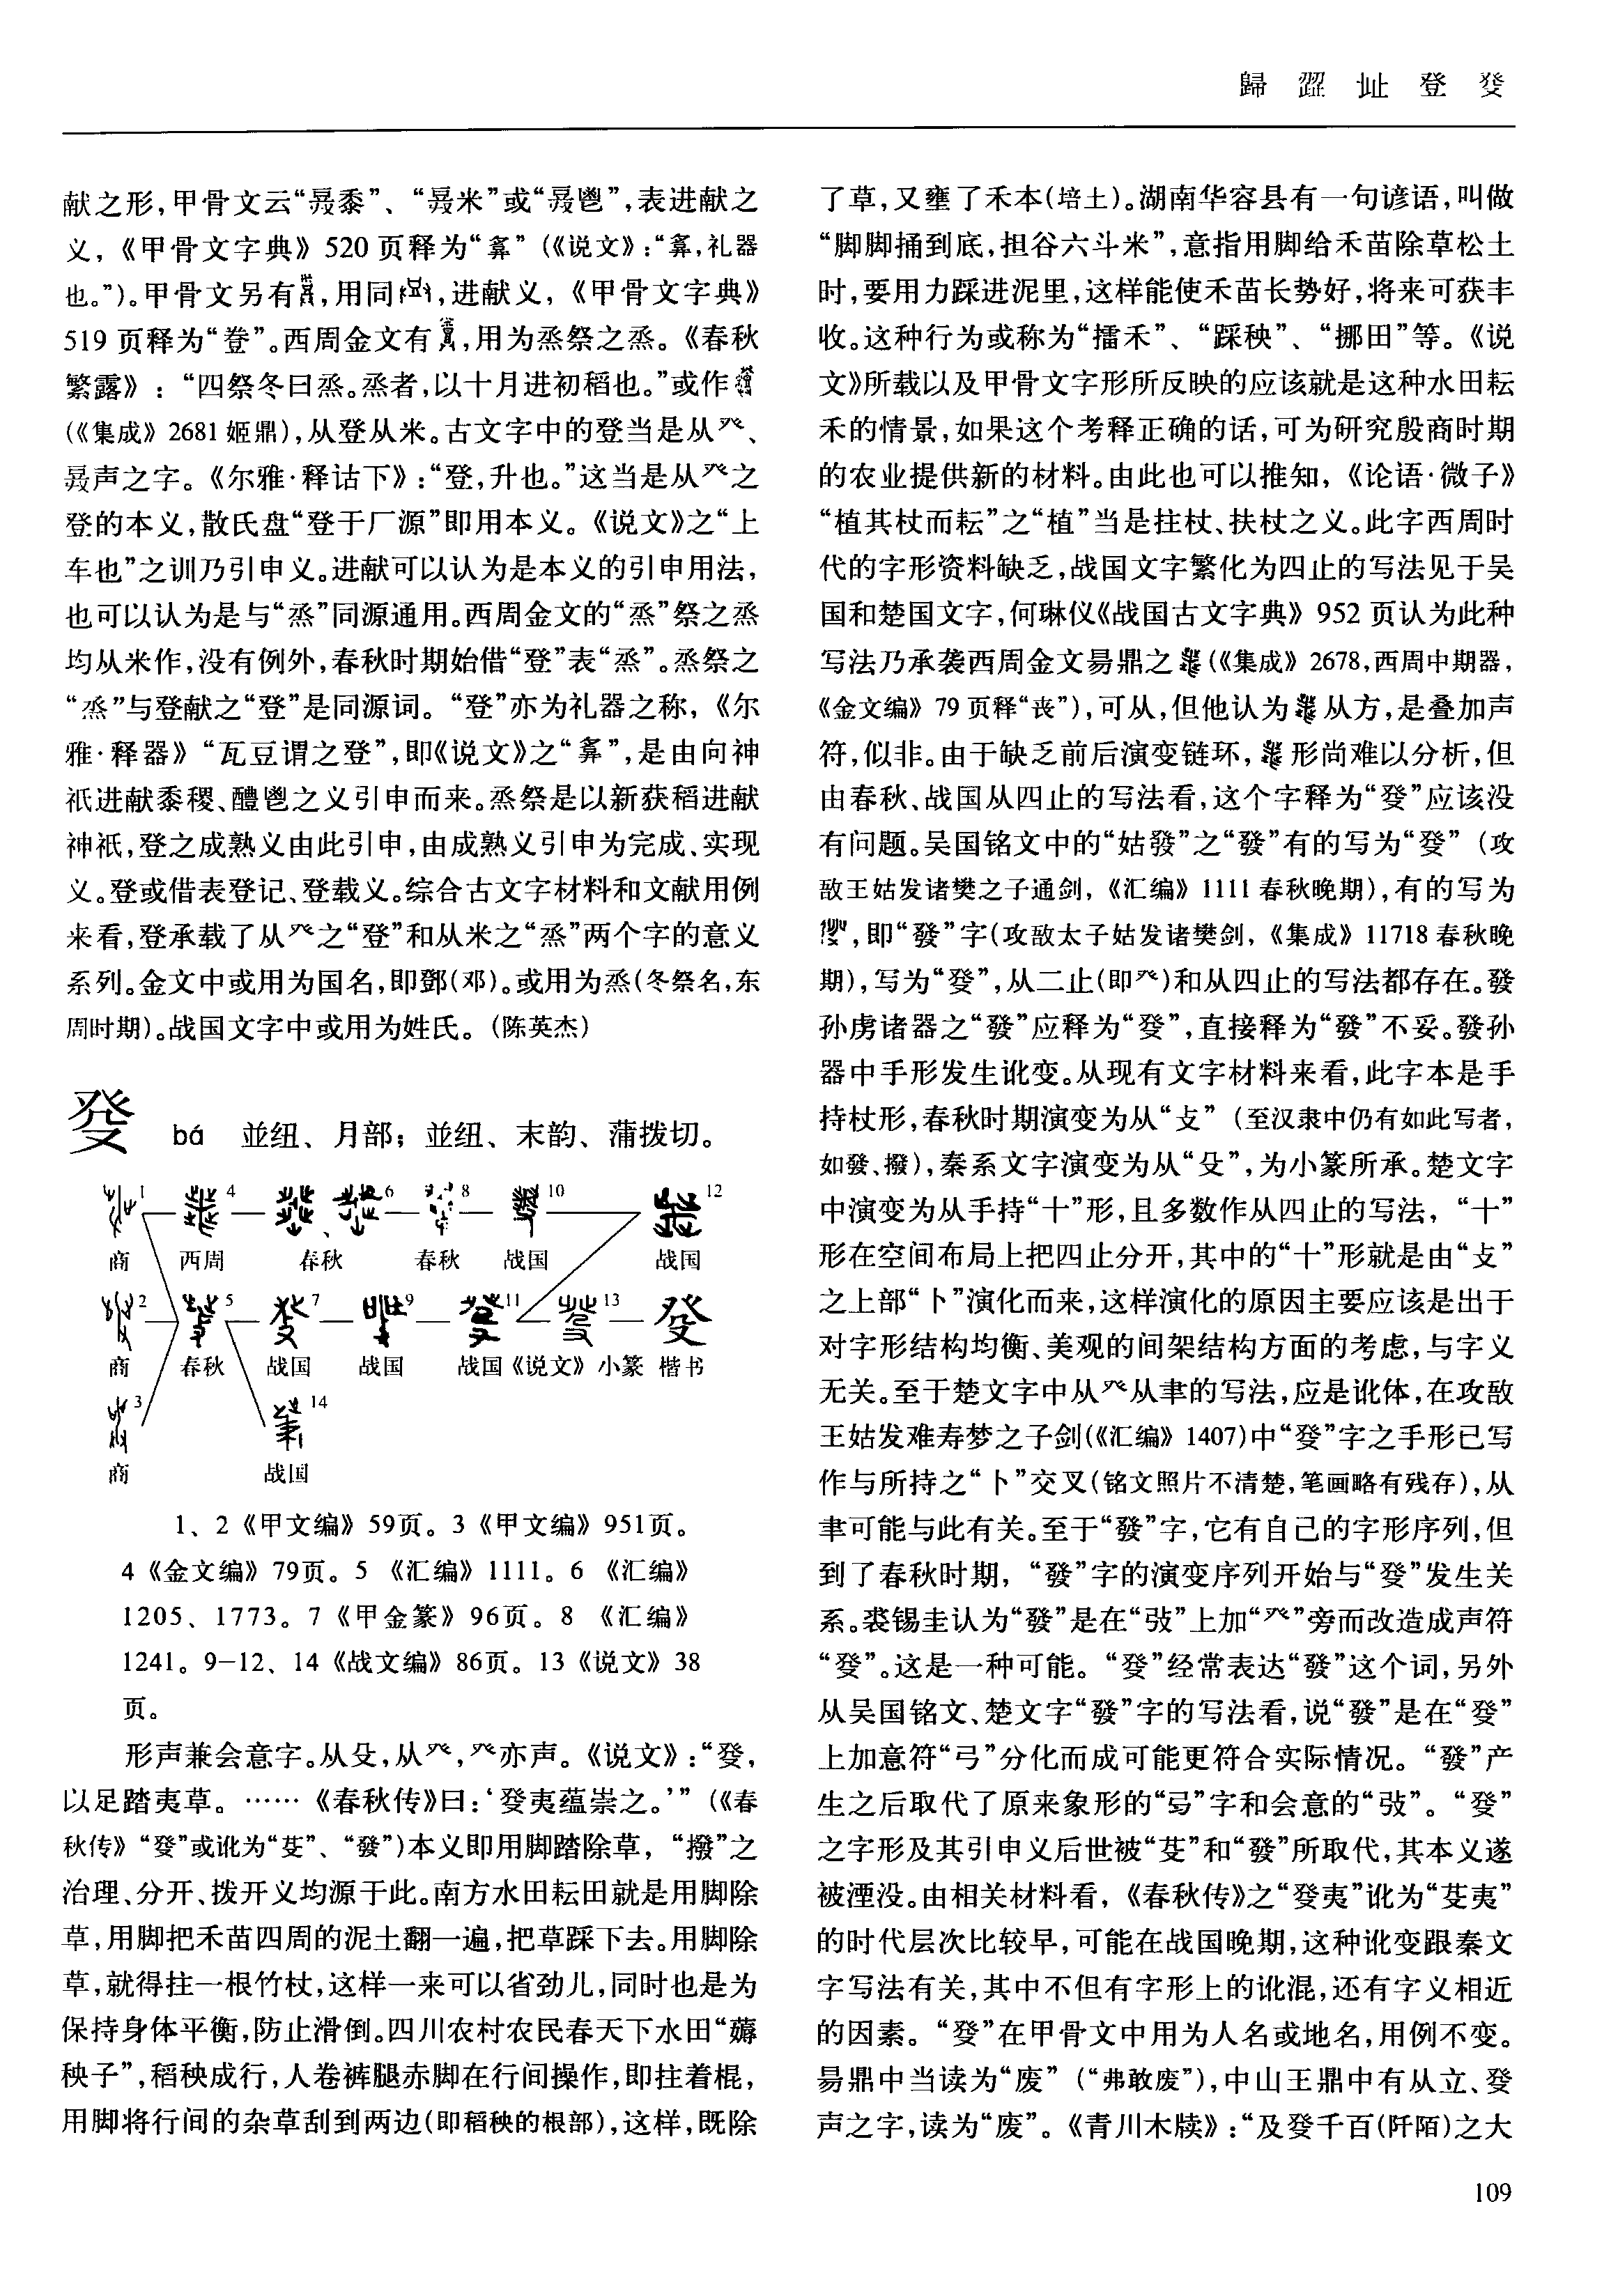 歸 歰 址 登 癹
献之形,甲骨文云“𤼷黍”、“𤼷米”或“𤼷鬯”,表进献之
义,《甲骨文字典》520页释为“𤼷”(《说文》:“𤼷,礼器
也。”)。甲骨文另有,用同,进献义,《甲骨文字典》
519页释为“登”。西周金文有,用为烝祭之烝。《春秋
繁露》:“四祭冬曰烝。烝者,以十月进初稻也。”或作
(《集成》2681姬鼎),从登从米。古文字中的登当是从癶、
声之字。《尔雅·释诂下》:“登,升也。”这当是从癶之
登的本义,散氏盘“登于厂源”即用本义。《说文》之“上
车也”之训乃引申义。进献可以认为是本义的引申用法,
也可以认为是与“烝”同源通用。西周金文的“烝”祭之烝
均从米作,没有例外,春秋时期始借“登”表“烝”。烝祭之
“烝”与登献之“登”是同源词。“登”亦为礼器之称,《尔
雅·释器》“瓦豆谓之登”,即《说文》之“𤼷”,是由向神
祇进献黍稷、醴鬯之义引申而来。烝祭是以新获稻进献
神祇,登之成熟义由此引申,由成熟义引申为完成、实现
义。登或借表登记、登载义。综合古文字材料和文献用例
来看,登承载了从癶之“登”和从米之“烝”两个字的意义
系列。金文中或用为国名,即鄧(邓)。或用为烝(冬祭名,东
周时期)。战国文字中或用为姓氏。(陈英杰)
癹 bá 並纽、月部;並纽、末韵、蒲拨切。
1 4 6 8 10 12
商 西周 春秋 春秋 战国 战国
2 5 7 9 11 13 癹
商 春秋 战国 战国 战国《说文》小篆 楷书
3 14
商 战国
1、2《甲文编》59页。3《甲文编》951页。
4《金文编》79页。5《汇编》1111。6《汇编》
1205、1773。7《甲金篆》96页。8《汇编》
1241。9—12、14《战文编》86页。13《说文》38
页。
形声兼会意字。从殳,从癶,癶亦声。《说文》:“癹,
以足踏夷草。……《春秋传》曰:‘癹夷蕴崇之。’”(《春
秋传》“癹”或讹为“芟”、“發”)本义即用脚踏除草,“撥”之
治理、分开、拨开义均源于此。南方水田耘田就是用脚除
草,用脚把禾苗四周的泥土翻一遍,把草踩下去。用脚除
草,就得拄一根竹杖,这样一来可以省劲儿,同时也是为
保持身体平衡,防止滑倒。四川农村农民春天下水田“薅
秧子”,稻秧成行,人卷裤腿赤脚在行间操作,即拄着棍,
用脚将行间的杂草刮到两边(即稻秧的根部),这样,既除
了草,又壅了禾本(培土)。湖南华容县有一句谚语,叫做
“脚脚捅到底,担谷六斗米”,意指用脚给禾苗除草松土
时,要用力踩进泥里,这样能使禾苗长势好,将来可获丰
收。这种行为或称为“擂禾”、“踩秧”、“挪田”等。《说
文》所载以及甲骨文字形所反映的应该就是这种水田耘
禾的情景,如果这个考释正确的话,可为研究殷商时期
的农业提供新的材料。由此也可以推知,《论语·微子》
“植其杖而耘”之“植”当是拄杖、扶杖之义。此字西周时
代的字形资料缺乏,战国文字繁化为四止的写法见于吴
国和楚国文字,何琳仪《战国古文字典》952页认为此种
写法乃承袭西周金文易鼎之(《集成》2678,西周中期器,
《金文编》79页释“丧”),可从,但他认为从方,是叠加声
符,似非。由于缺乏前后演变链环,形尚难以分析,但
由春秋、战国从四止的写法看,这个字释为“癹”应该没
有问题。吴国铭文中的“姑發”之“發”有的写为“癹”(攻
敔王姑发诸樊之子通剑,《汇编》1111春秋晚期),有的写为
,即“發”字(攻敔太子姑发诸樊剑,《集成》11718春秋晚
期),写为“癹”,从二止(即癶)和从四止的写法都存在。發
孙虏诸器之“發”应释为“癹”,直接释为“發”不妥。發孙
器中手形发生讹变。从现有文字材料来看,此字本是手
持杖形,春秋时期演变为从“攴”(至汉隶中仍有如此写者,
如發、撥),秦系文字演变为从“殳”,为小篆所承。楚文字
中演变为从手持“十”形,且多数作从四止的写法,“十”
形在空间布局上把四止分开,其中的“十”形就是由“攴”
之上部“卜”演化而来,这样演化的原因主要应该是出于
对字形结构均衡、美观的间架结构方面的考虑,与字义
无关。至于楚文字中从癶从聿的写法,应是讹体,在攻敔
王姑发难寿梦之子剑(《汇编》1407)中“癹”字之手形已写
作与所持之“卜”交叉(铭文照片不清楚,笔画略有残存),从
聿可能与此有关。至于“發”字,它有自己的字形序列,但
到了春秋时期,“發”字的演变序列开始与“癹”发生关
系。裘锡圭认为“發”是在“弢”上加“癶”旁而改造成声符
“癹”。这是一种可能。“癹”经常表达“發”这个词,另外
从吴国铭文、楚文字“發”字的写法看,说“發”是在“癹”
上加意符“弓”分化而成可能更符合实际情况。“發”产
生之后取代了原来象形的“”字和会意的“”。“癹”
之字形及其引申义后世被“芟”和“發”所取代,其本义遂
被湮没。由相关材料看,《春秋传》之“癹夷”讹为“芟夷”
的时代层次比较早,可能在战国晚期,这种讹变跟秦文
字写法有关,其中不但有字形上的讹混,还有字义相近
的因素。“癹”在甲骨文中用为人名或地名,用例不变。
易鼎中当读为“废”(“弗敢废”),中山王鼎中有从立、癹
声之字,读为“废”。《青川木牍》:“及癹千百(阡陌)之大
109